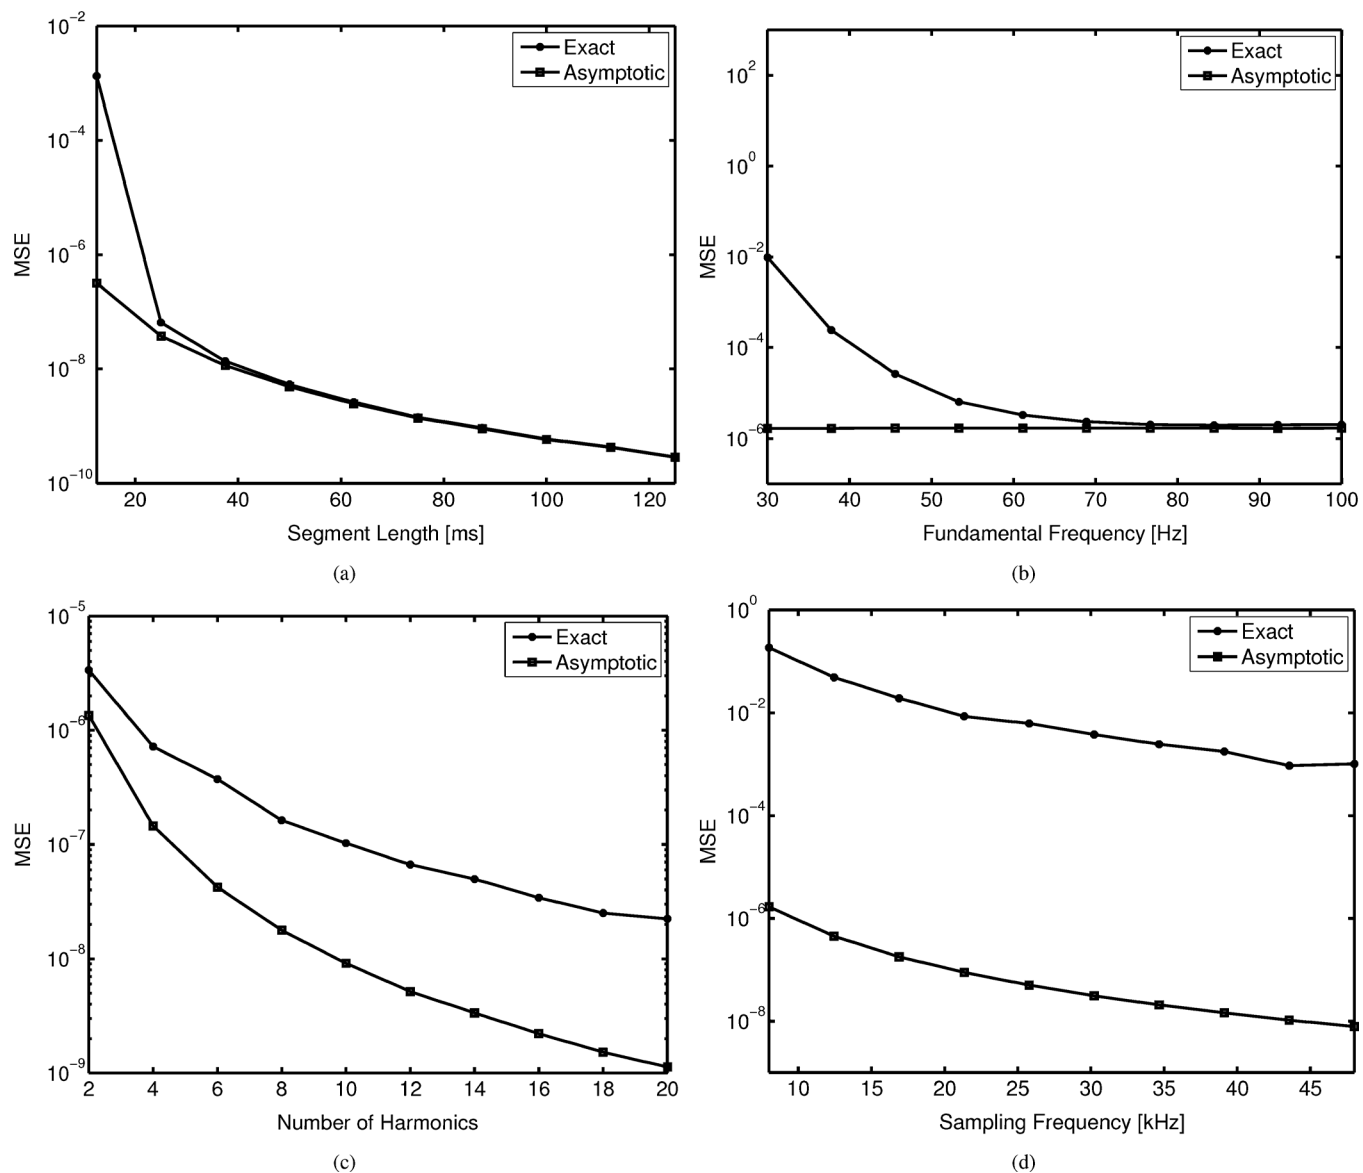 10^-2
10^-4
10^-6
10^-8
10^-10
MSE
Exact
Asymptotic
20 40 60 80 100 120
Segment Length [ms]
(a)
10^2
10^0
10^-2
10^-4
10^-6
MSE
Exact
Asymptotic
30 40 50 60 70 80 90 100
Fundamental Frequency [Hz]
(b)
10^-5
10^-6
10^-7
10^-8
10^-9
MSE
Exact
Asymptotic
2 4 6 8 10 12 14 16 18 20
Number of Harmonics
(c)
10^0
10^-2
10^-4
10^-6
10^-8
MSE
Exact
Asymptotic
10 15 20 25 30 35 40 45
Sampling Frequency [kHz]
(d)